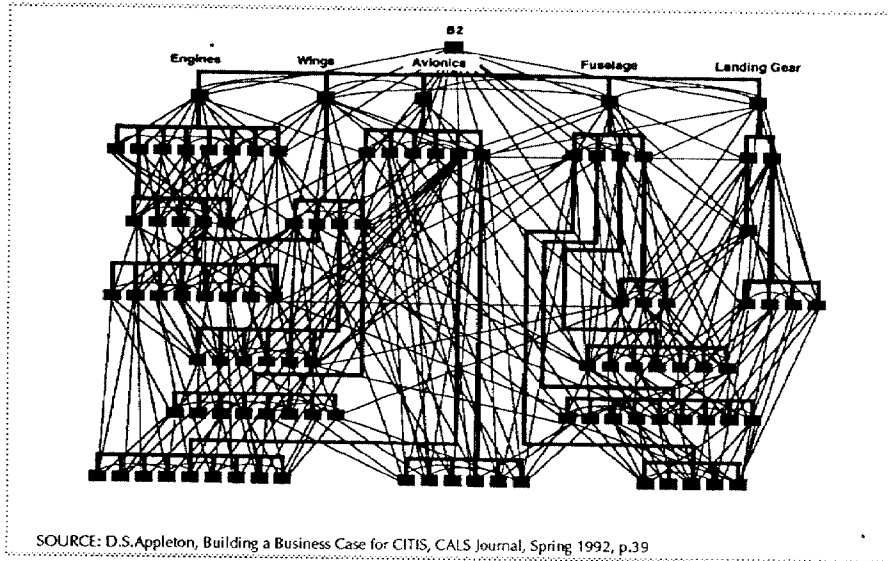 B2
Engines
Wings
Avionics
Fuselage
Landing Gear
SOURCE: D.S.Appleton, Building a Business Case for CITIS, CALS Journal, Spring 1992, p.39